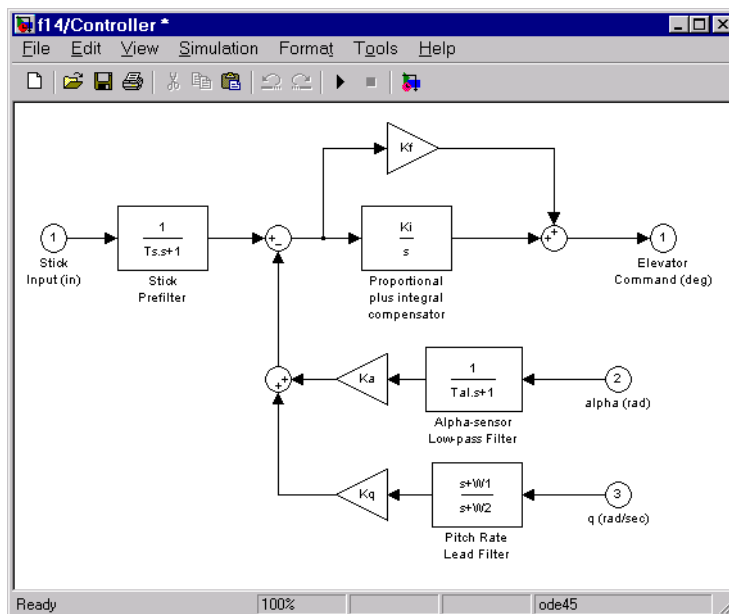 f14/Controller *
File Edit View Simulation Format Tools Help
Kf
1
Stick
Input (in)
1
Ts.s+1
Stick
Prefilter
+
−
Ki
s
Proportional
plus integral
compensator
+
+
1
Elevator
Command (deg)
+
+
Ka
1
Tal.s+1
Alpha-sensor
Low-pass Filter
2
alpha (rad)
Kq
s+W1
s+W2
Pitch Rate
Lead Filter
3
q (rad/sec)
Ready 100% ode45